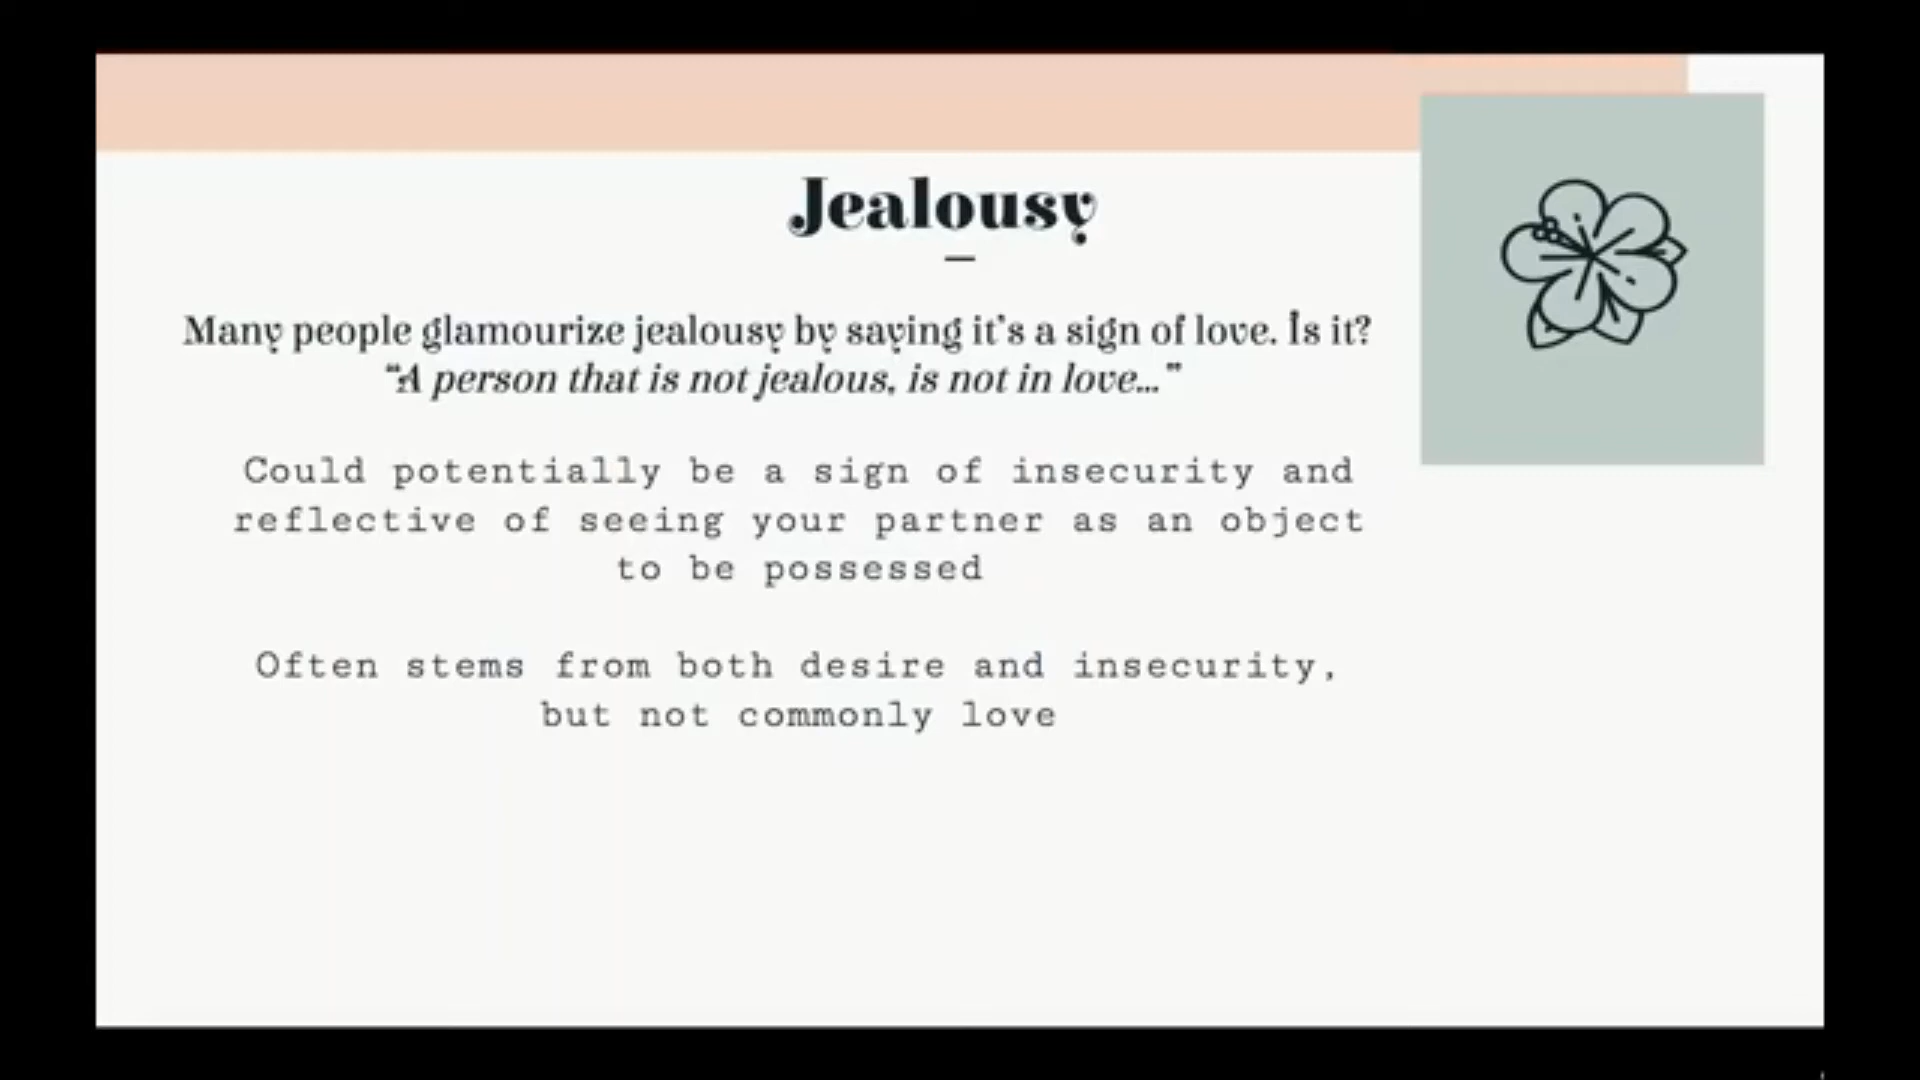 Jealousy
Many people glamourize jealousy by saying it's a sign of love. Is it?
"A person that is not jealous, is not in love..."
Could potentially be a sign of insecurity and
reflective of seeing your partner as an object
to be possessed
Often stems from both desire and insecurity,
but not commonly love